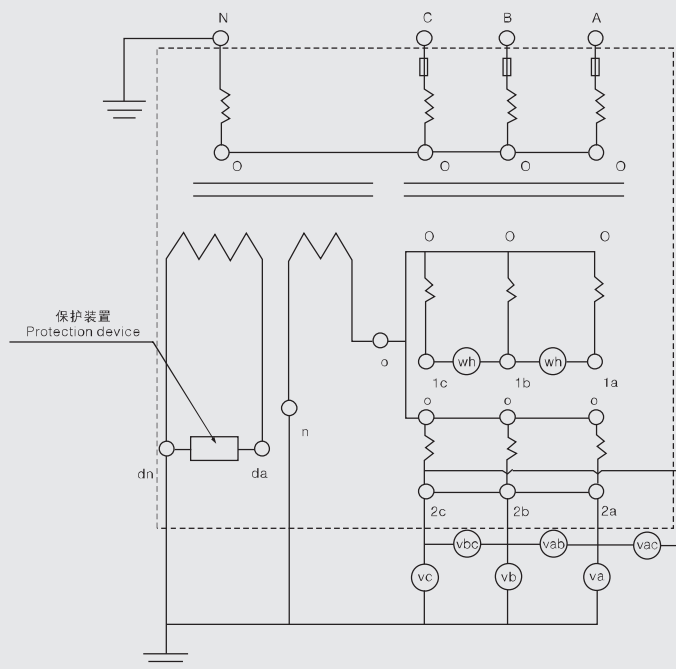 N C B A
O O O O
O O O
保护装置
Protection device
wh wh
o 1c 1b 1a
o o o
n
dn da
2c 2b 2a
vbc vab vac
vc vb va